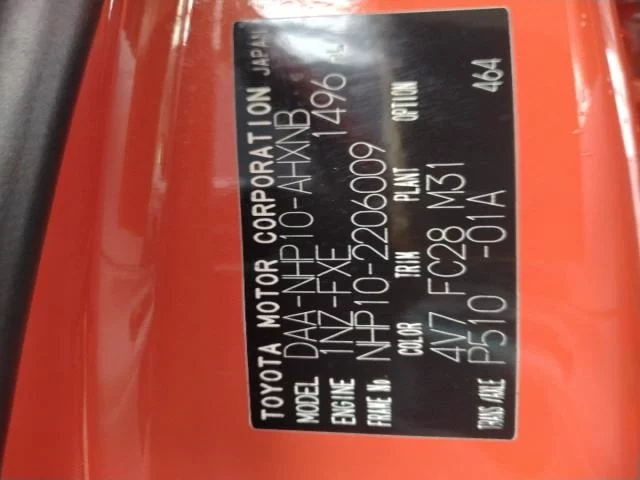 TOYOTA MOTOR CORPORATION JAPAN
MODEL DAA-NHP10-AHXNB
ENGINE 1NZ-FXE 1496 mL
FRAME No. NHP10-2206009
COLOR TRIM PLANT OPTION
4V7 FC28 M31 464
TRANS/AXLE P510 -01A